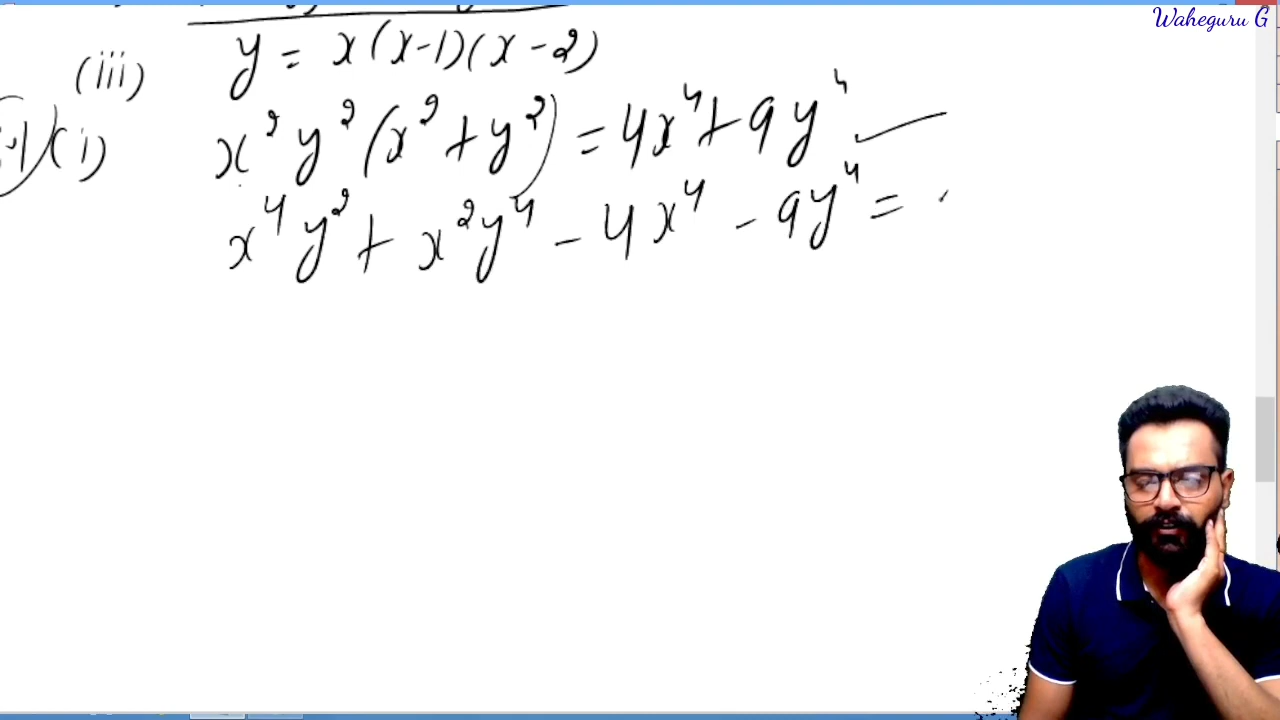 Waheguru G
(iii) y = x(x-1)(x-2)
(i) x²y²(x²+y²) = 4x⁴+9y⁴
x⁴y² + x²y⁴ - 4x⁴ - 9y⁴ =